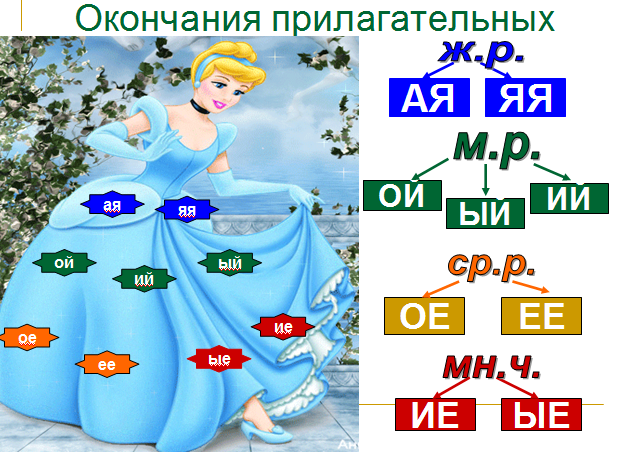 Окончания прилагательных
ж.р.
АЯ ЯЯ
м.р.
ОЙ ЫЙ ИЙ
ср.р.
ОЕ ЕЕ
мн.ч.
ИЕ ЫЕ
ая яя
ой ий ый
ое ее ые ие